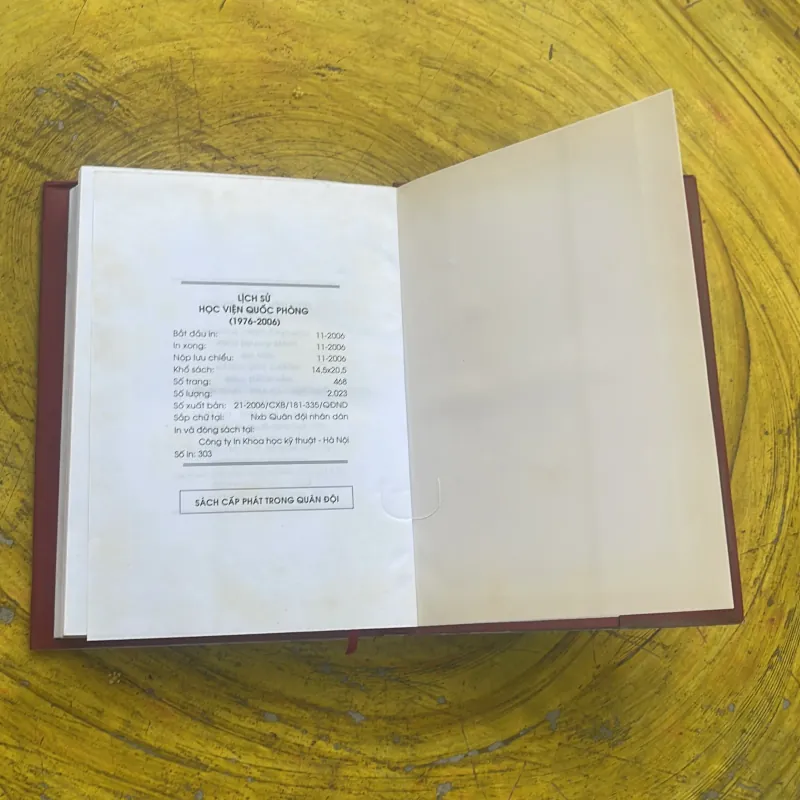 LỊCH SỬ
HỌC VIỆN QUỐC PHÒNG
(1976-2006)
Bắt đầu in: 11-2006
In xong: 11-2006
Nộp lưu chiểu: 11-2006
Khổ sách: 14,5x20,5
Số trang: 468
Số lượng: 2.023
Số xuất bản: 21-2006/CXB/181-335/QĐND
Sắp chữ tại: Nxb Quân đội nhân dân
In và đóng sách tại:
Công ty In Khoa học kỹ thuật - Hà Nội
Số in: 303
SÁCH CẤP PHÁT TRONG QUÂN ĐỘI